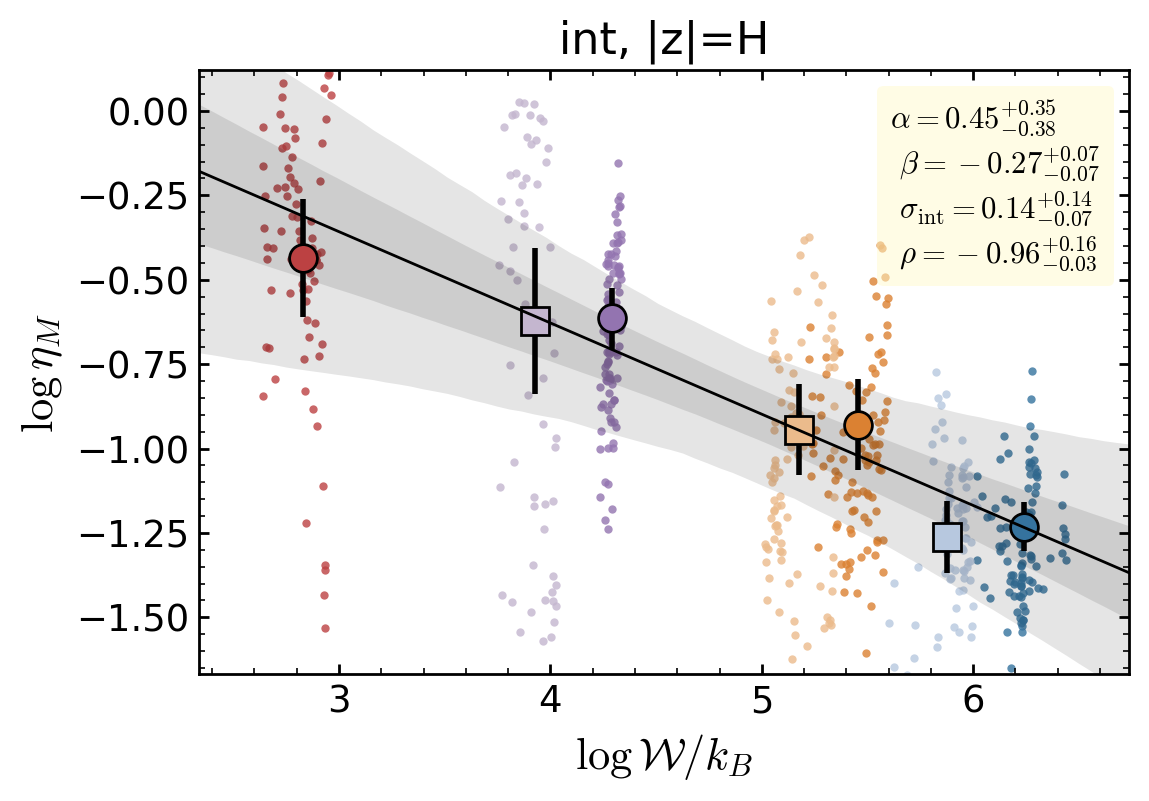 int, |z|=H
α = 0.45^{+0.35}_{−0.38}
β = −0.27^{+0.07}_{−0.07}
σ_{int} = 0.14^{+0.14}_{−0.07}
ρ = −0.96^{+0.16}_{−0.03}
0.00
−0.25
−0.50
−0.75
−1.00
−1.25
−1.50
log η_M
3 4 5 6
log 𝒲/k_B